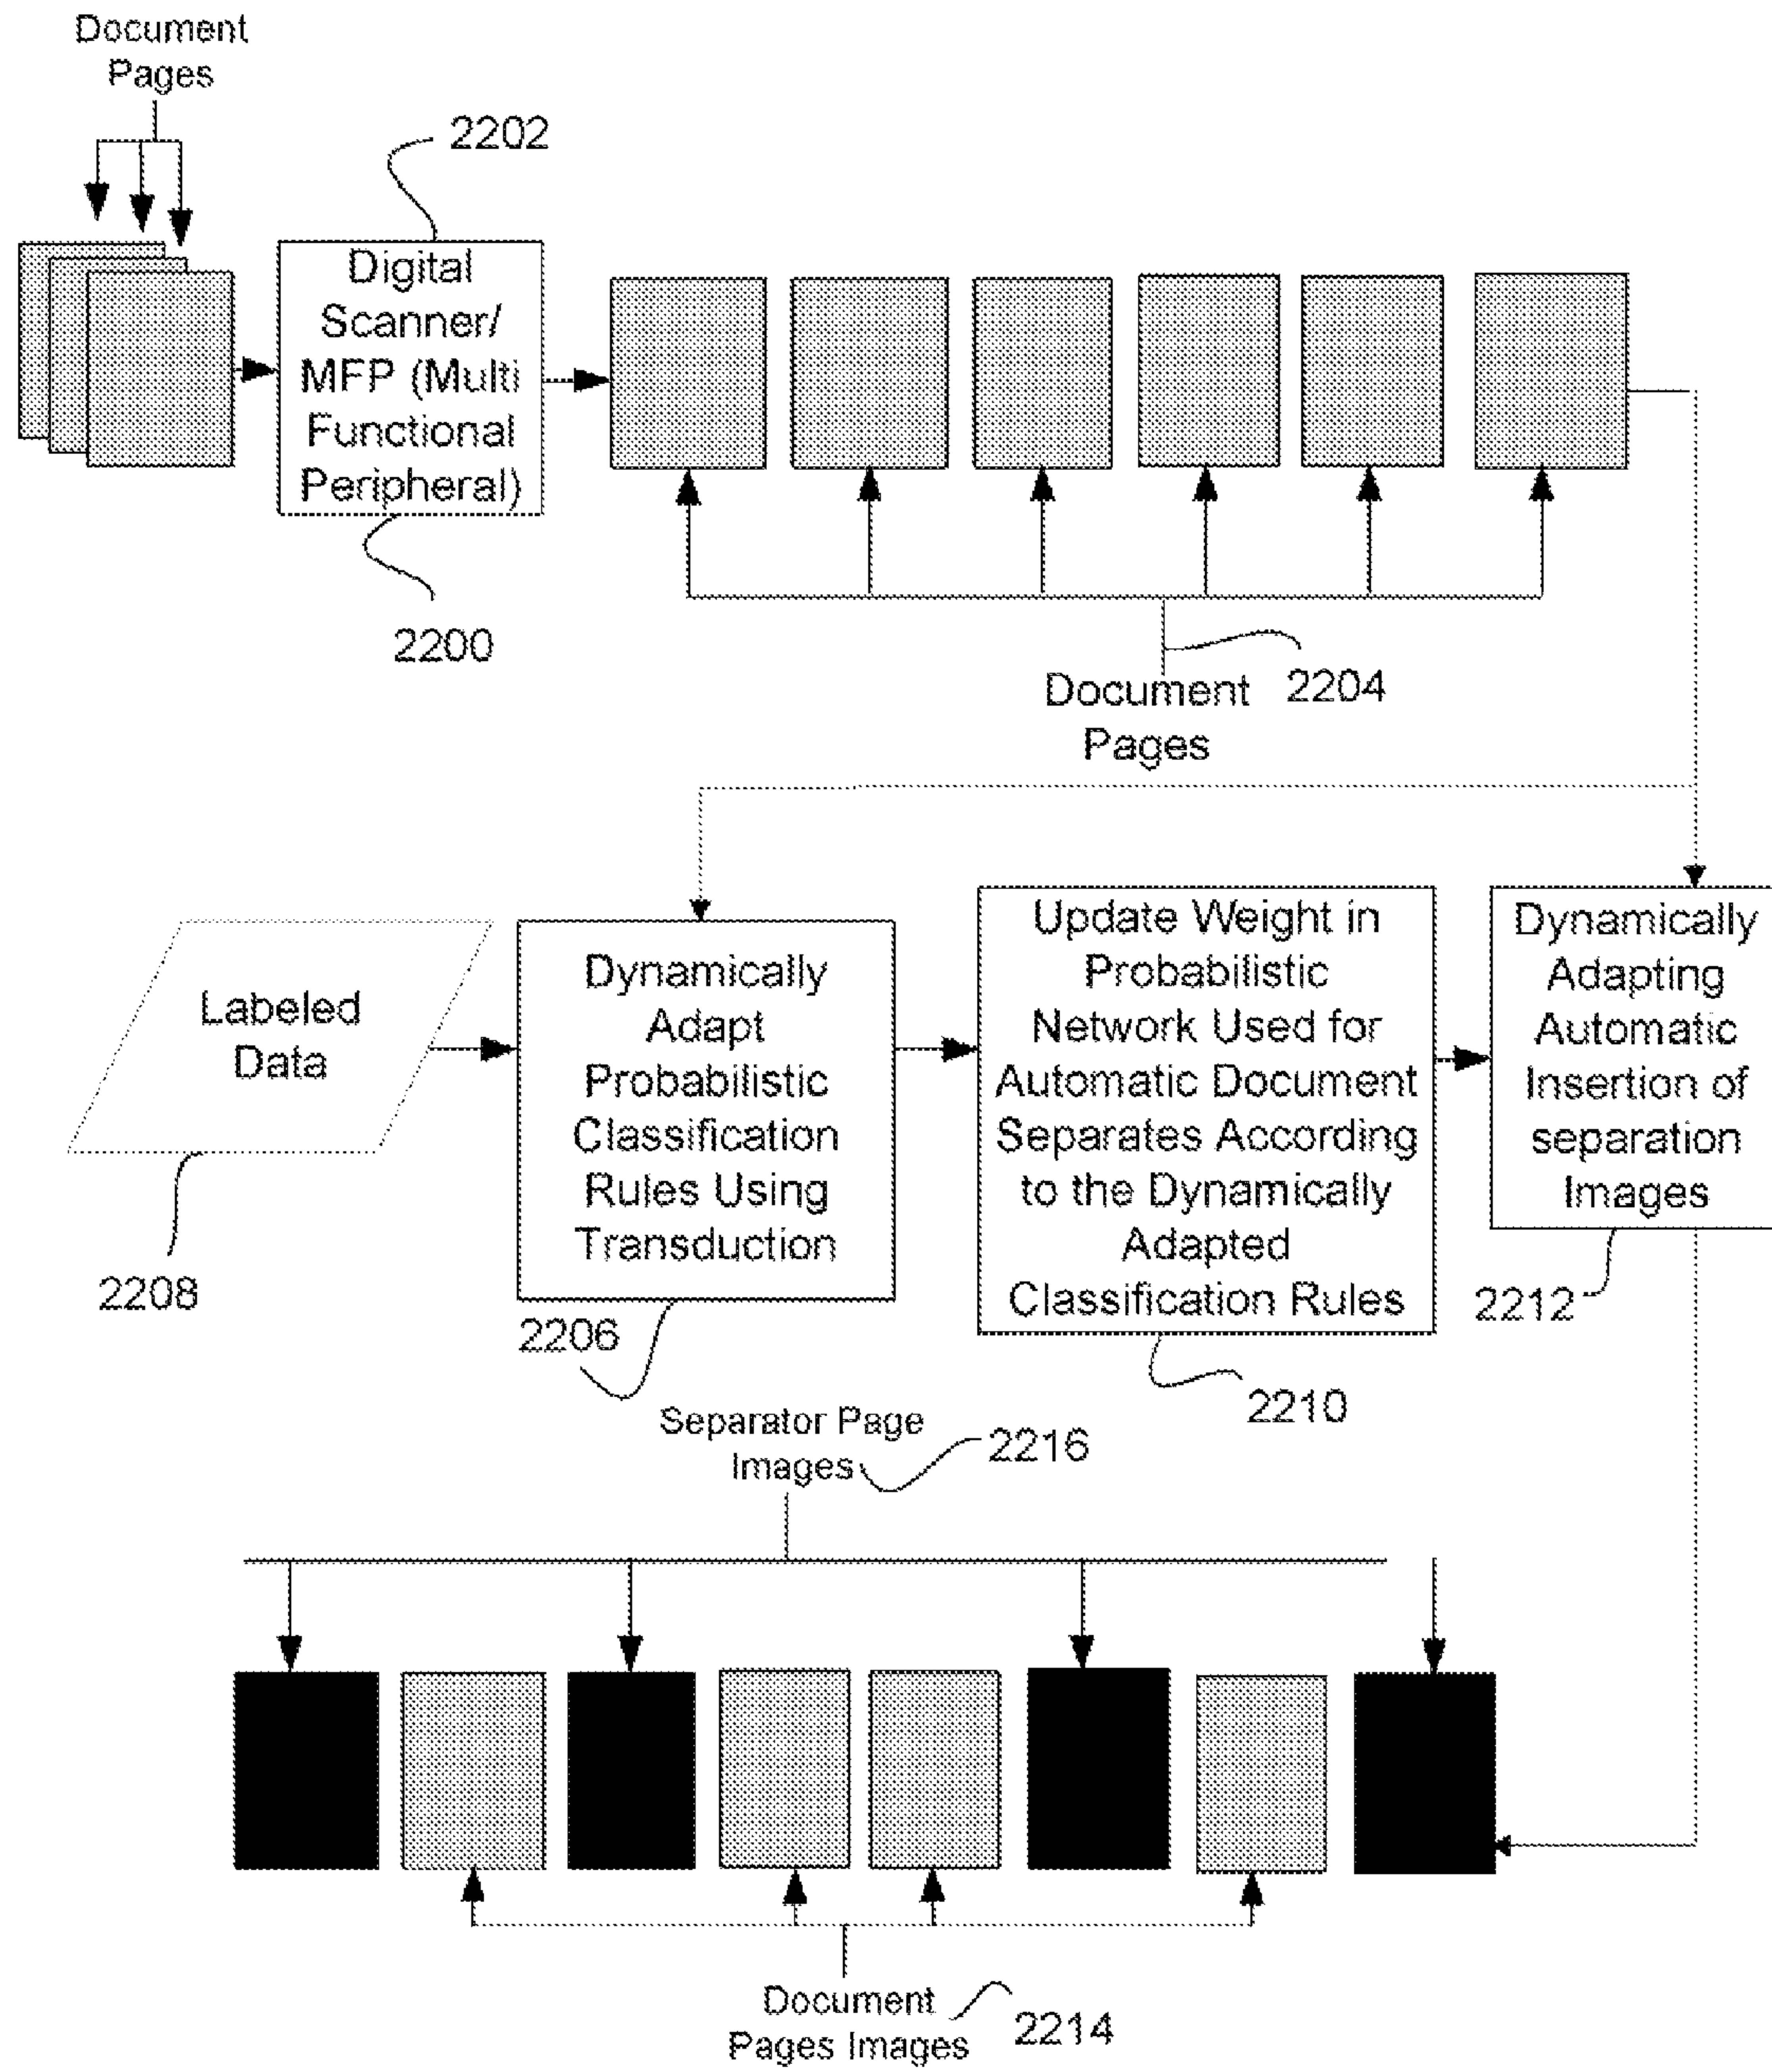 Document
Pages
2202
Digital
Scanner/
MFP (Multi
Functional
Peripheral)
2200
2204
Document
Pages
Labeled
Data
2208
Dynamically
Adapt
Probabilistic
Classification
Rules Using
Transduction
2206
Update Weight in
Probabilistic
Network Used for
Automatic Document
Separates According
to the Dynamically
Adapted
Classification Rules
2210
Dynamically
Adapting
Automatic
Insertion of
separation
Images
2212
Separator Page
Images
2216
Document
Pages Images
2214